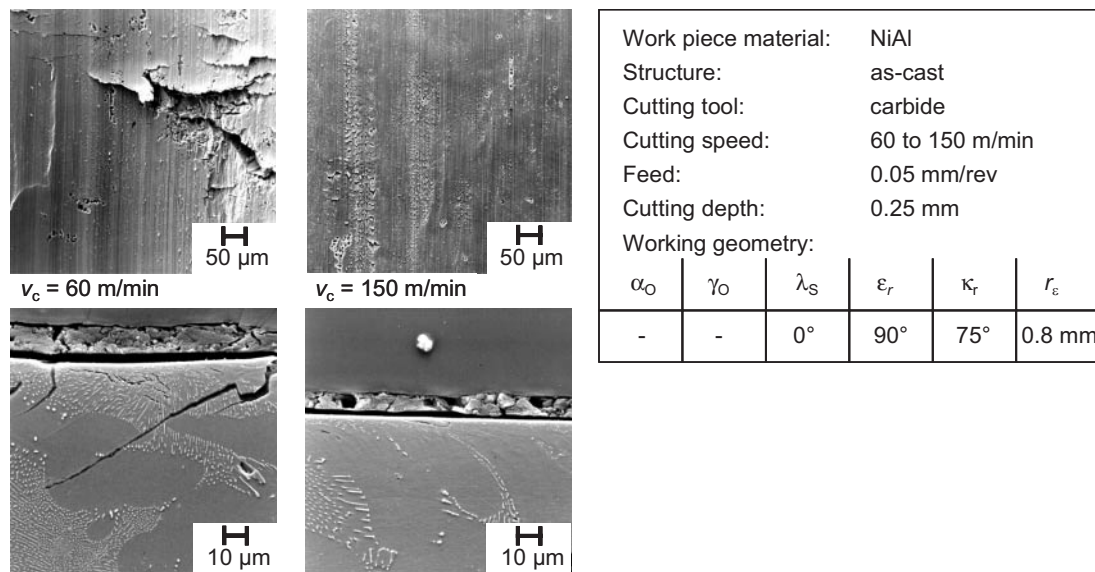 50 µm
50 µm
v_c = 60 m/min
v_c = 150 m/min
10 µm
10 µm
Work piece material: NiAl
Structure: as-cast
Cutting tool: carbide
Cutting speed: 60 to 150 m/min
Feed: 0.05 mm/rev
Cutting depth: 0.25 mm
Working geometry:
α_O γ_O λ_S ε_r κ_r r_ε
- - 0° 90° 75° 0.8 mm